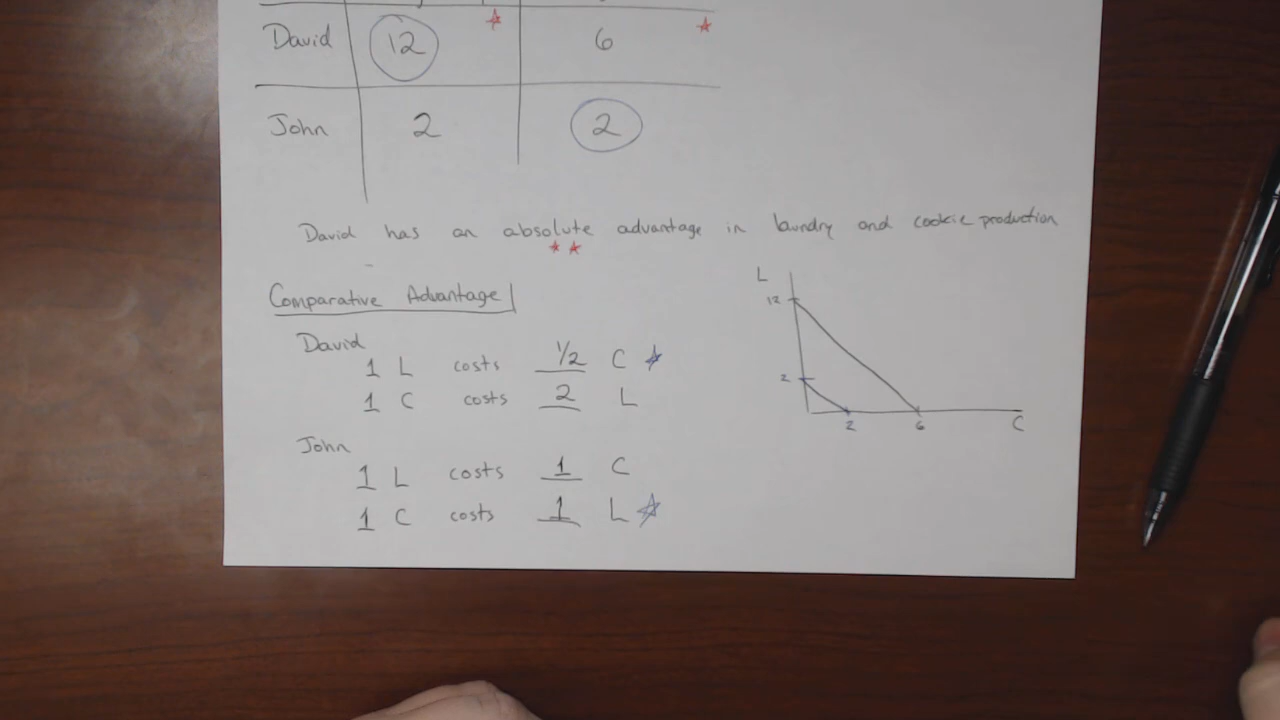 David 12 6
John 2 2
David has an absolute advantage in laundry and cookie production
Comparative Advantage
David
1 L costs 1/2 C
1 C costs 2 L
John
1 L costs 1 C
1 C costs 1 L
L
12
2
2 6 C